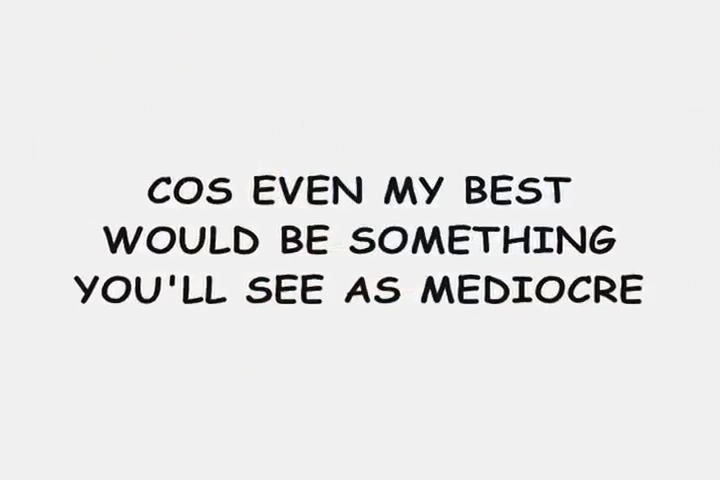 COS EVEN MY BEST
WOULD BE SOMETHING
YOU'LL SEE AS MEDIOCRE